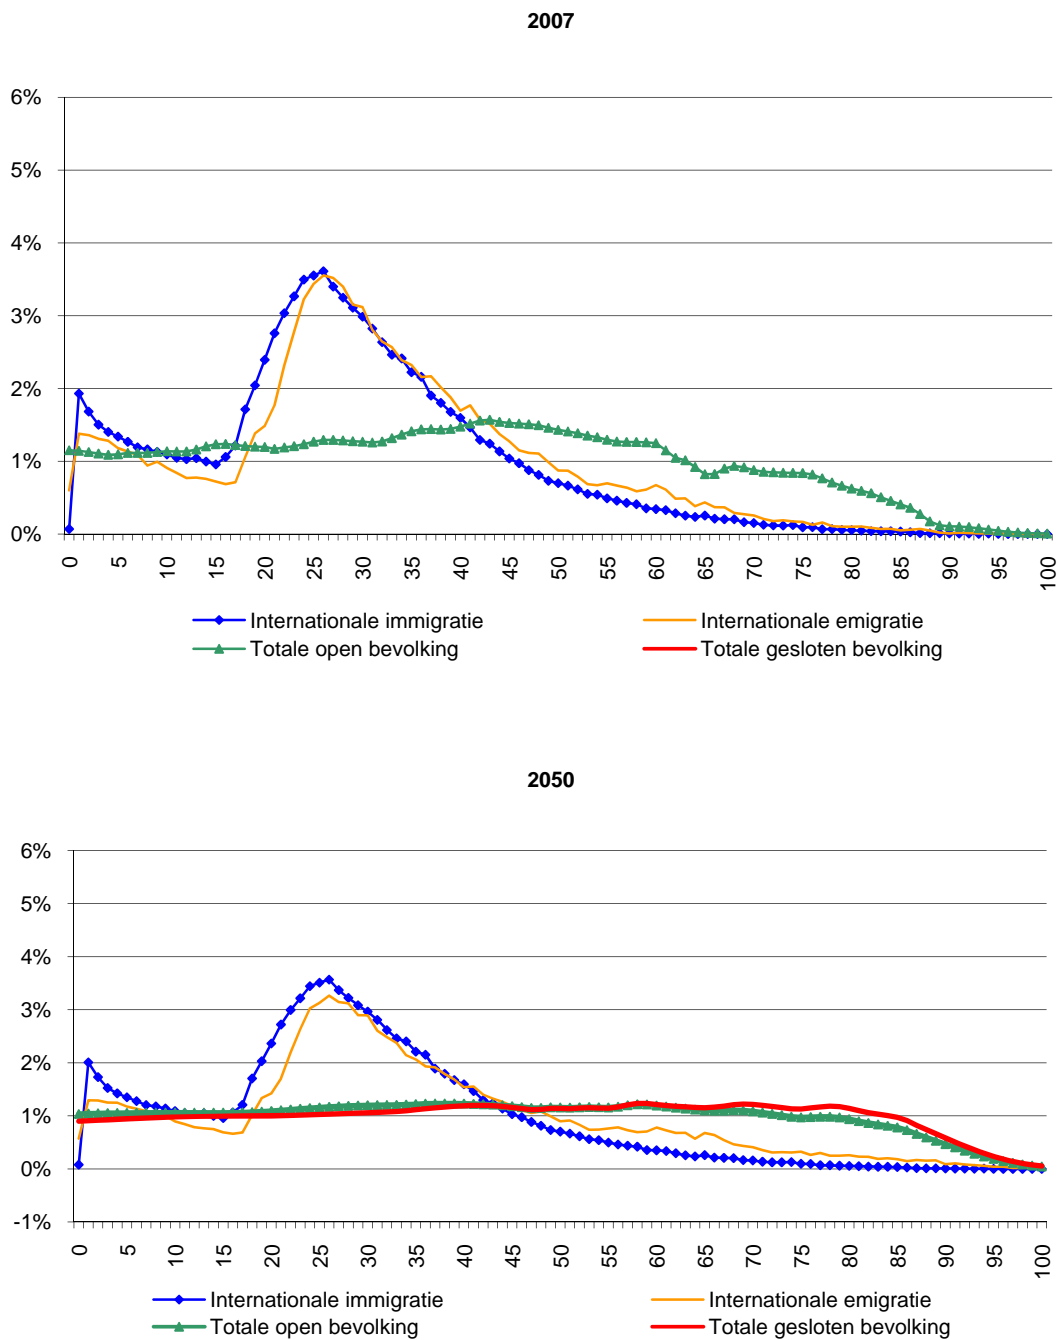 2007
6%
5%
4%
3%
2%
1%
0%
0 5 10 15 20 25 30 35 40 45 50 55 60 65 70 75 80 85 90 95 100
Internationale immigratie Internationale emigratie
Totale open bevolking Totale gesloten bevolking
2050
6%
5%
4%
3%
2%
1%
0%
-1%
0 5 10 15 20 25 30 35 40 45 50 55 60 65 70 75 80 85 90 95 100
Internationale immigratie Internationale emigratie
Totale open bevolking Totale gesloten bevolking